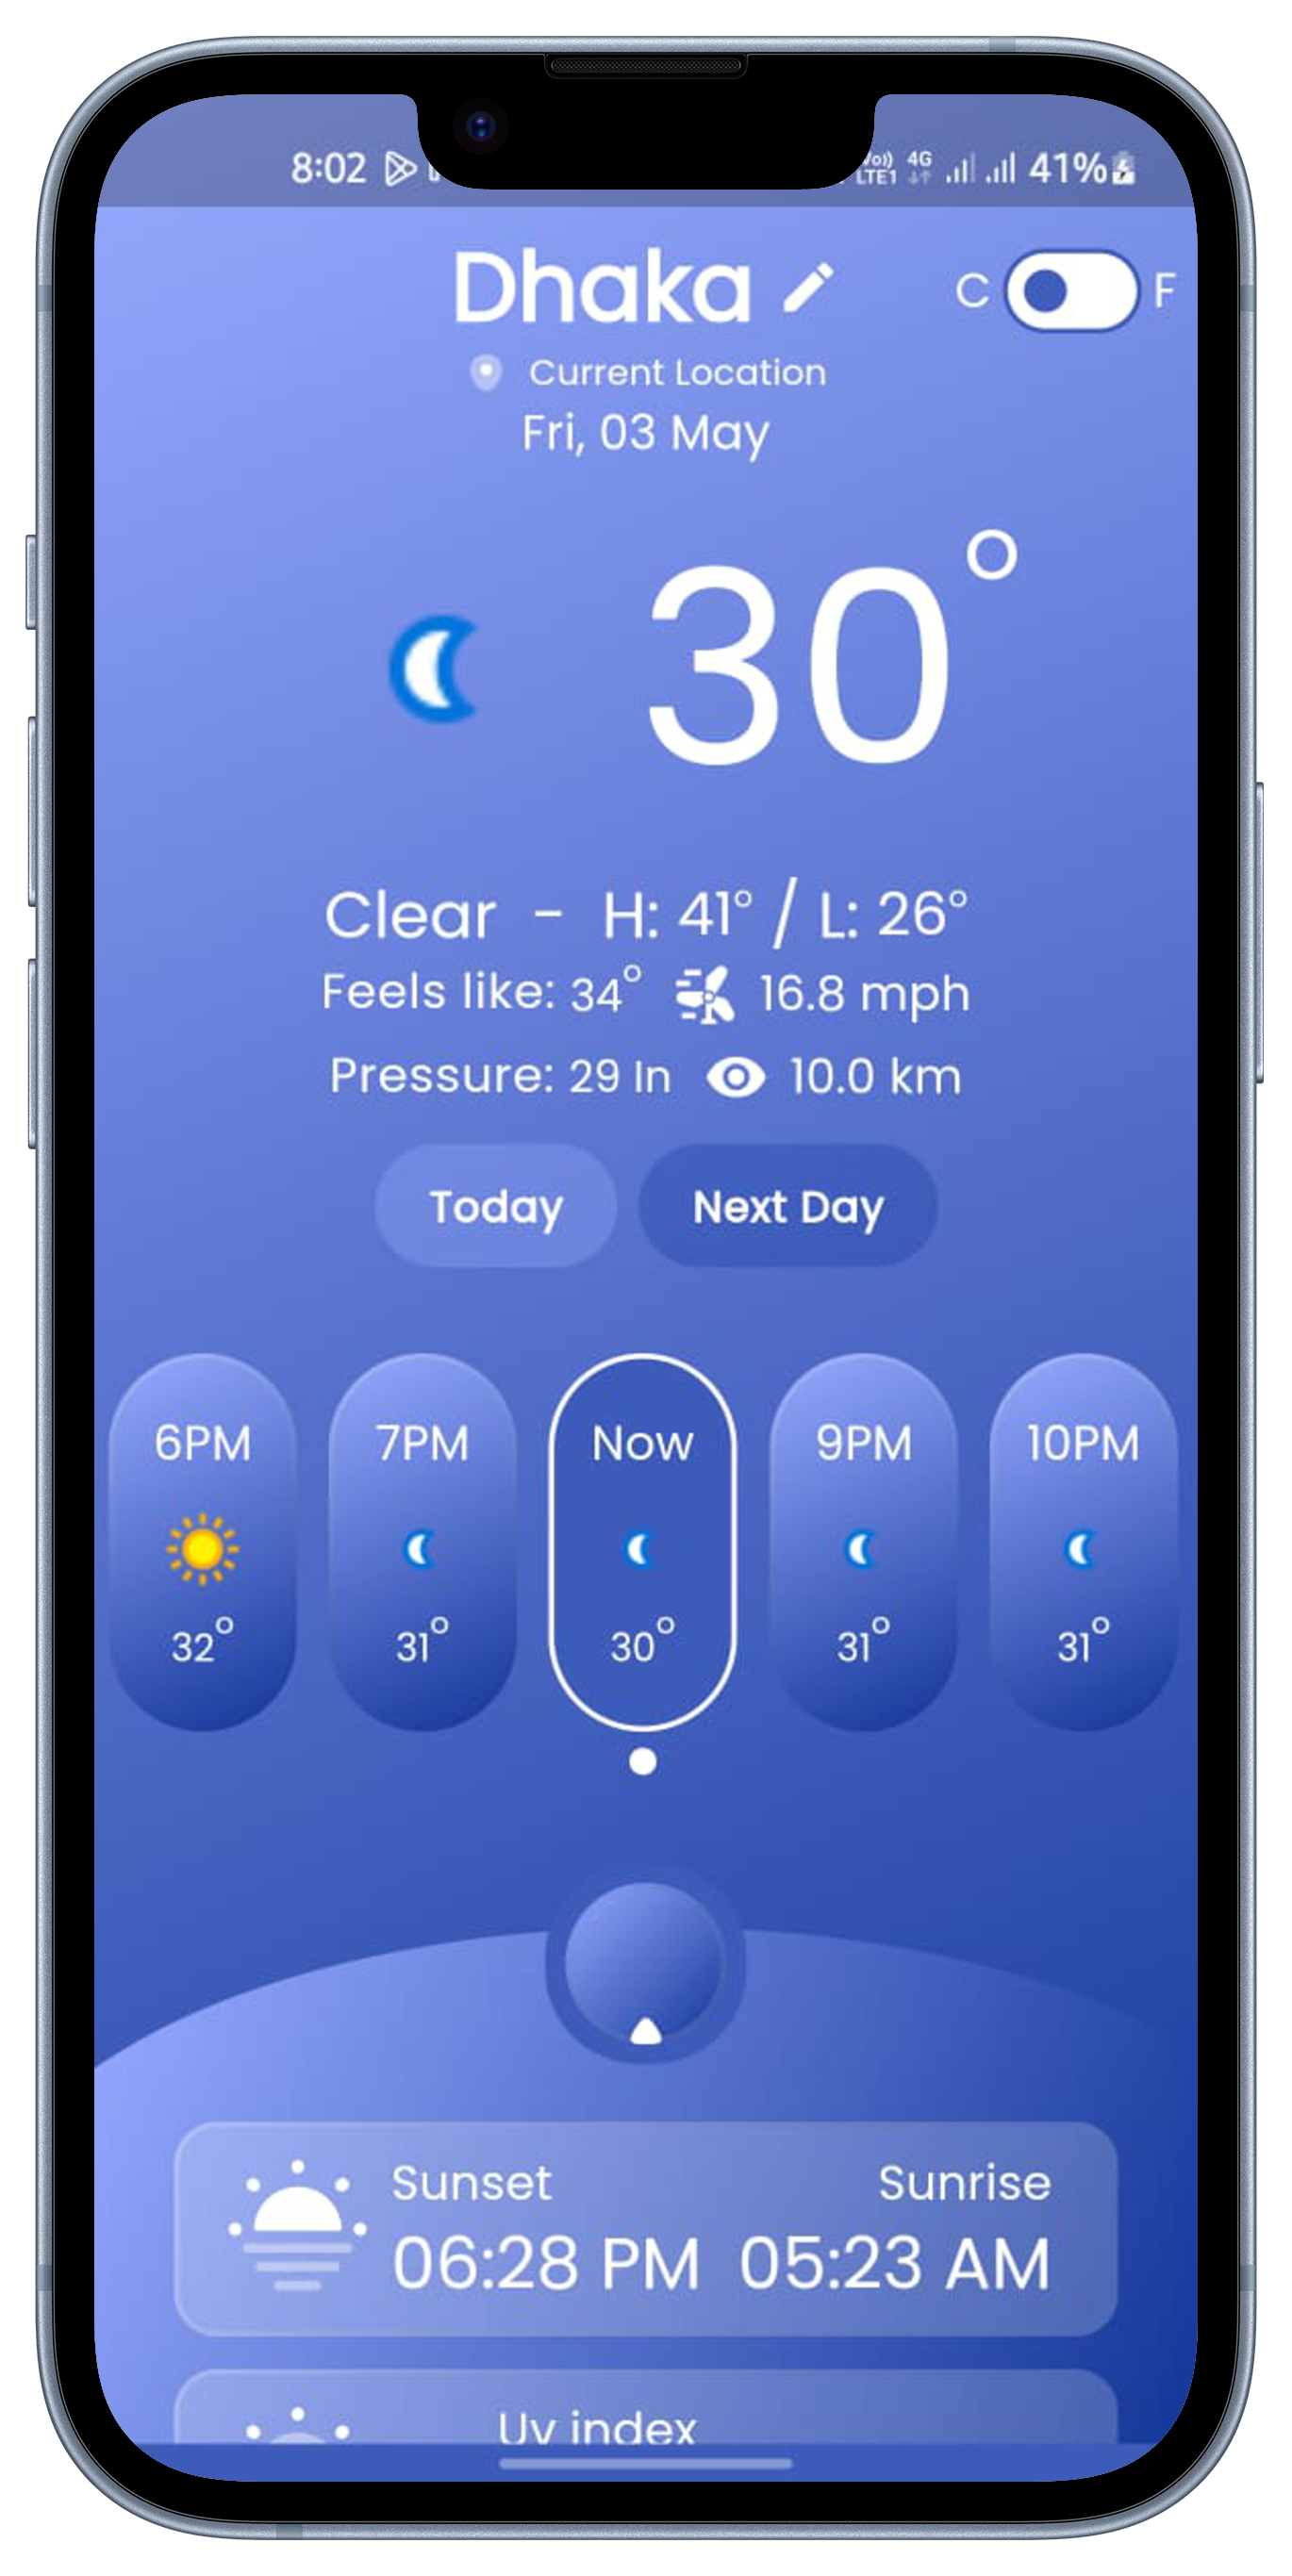 8:02 4G LTE1 41%
Dhaka C F
Current Location
Fri, 03 May
30°
Clear - H: 41° / L: 26°
Feels like: 34° 16.8 mph
Pressure: 29 In 10.0 km
Today Next Day
6PM 7PM Now 9PM 10PM
32° 31° 30° 31° 31°
Sunset Sunrise
06:28 PM 05:23 AM
Uv index